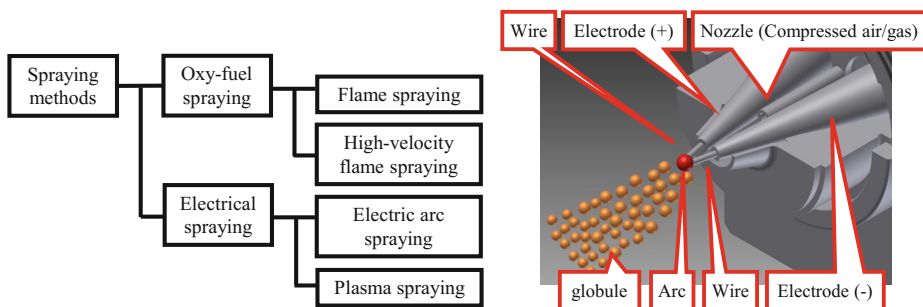 Spraying
methods
Oxy-fuel
spraying
Flame spraying
High-velocity
flame spraying
Electrical
spraying
Electric arc
spraying
Plasma spraying
Wire
Electrode (+)
Nozzle (Compressed air/gas)
globule
Arc
Wire
Electrode (-)